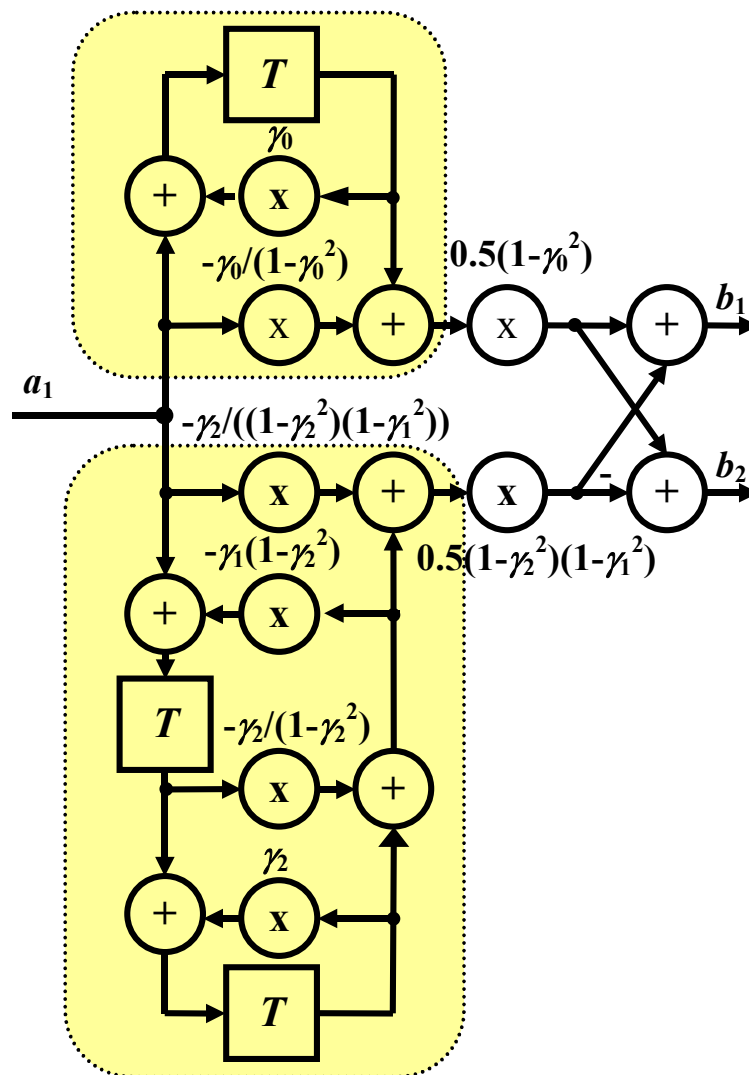 T
γ₀
+ x
-γ₀/(1-γ₀²) 0.5(1-γ₀²)
x + x + b₁
a₁
-γ₂/((1-γ₂²)(1-γ₁²))
x + x - + b₂
-γ₁(1-γ₂²) 0.5(1-γ₂²)(1-γ₁²)
+ x
T
-γ₂/(1-γ₂²)
x +
γ₂
+ x
T